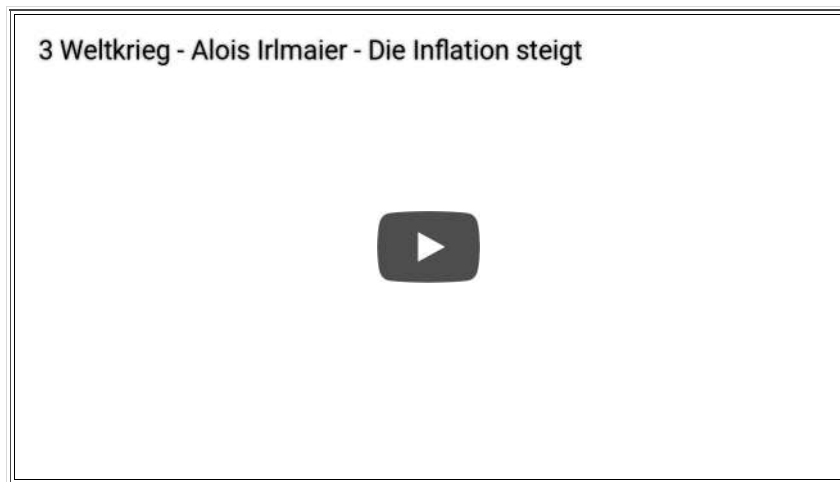 3 Weltkrieg - Alois Irlmaier - Die Inflation steigt